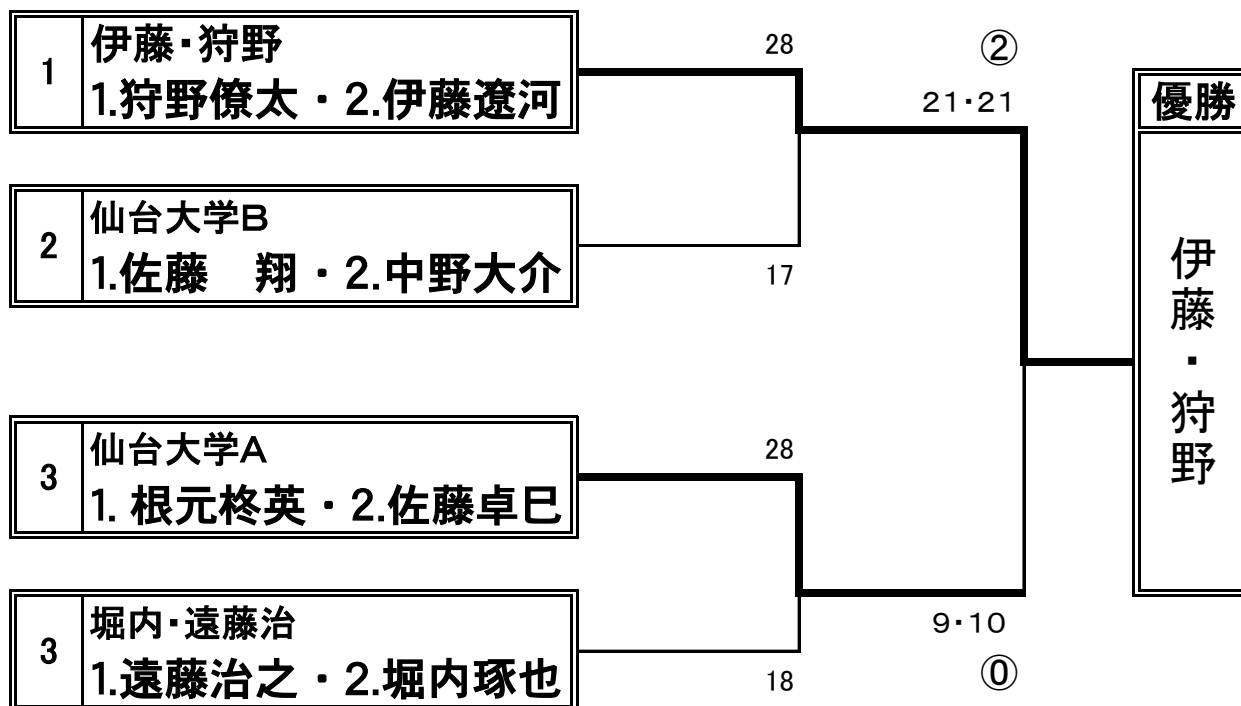 1
伊藤・狩野
1.狩野僚太・2.伊藤遼河
28
②
21・21
優勝
2
仙台大学B
1.佐藤　翔・2.中野大介
17
伊藤・狩野
3
仙台大学A
1. 根元柊英・2.佐藤卓巳
28
3
堀内・遠藤治
1.遠藤治之・2.堀内琢也
18
9・10
⓪